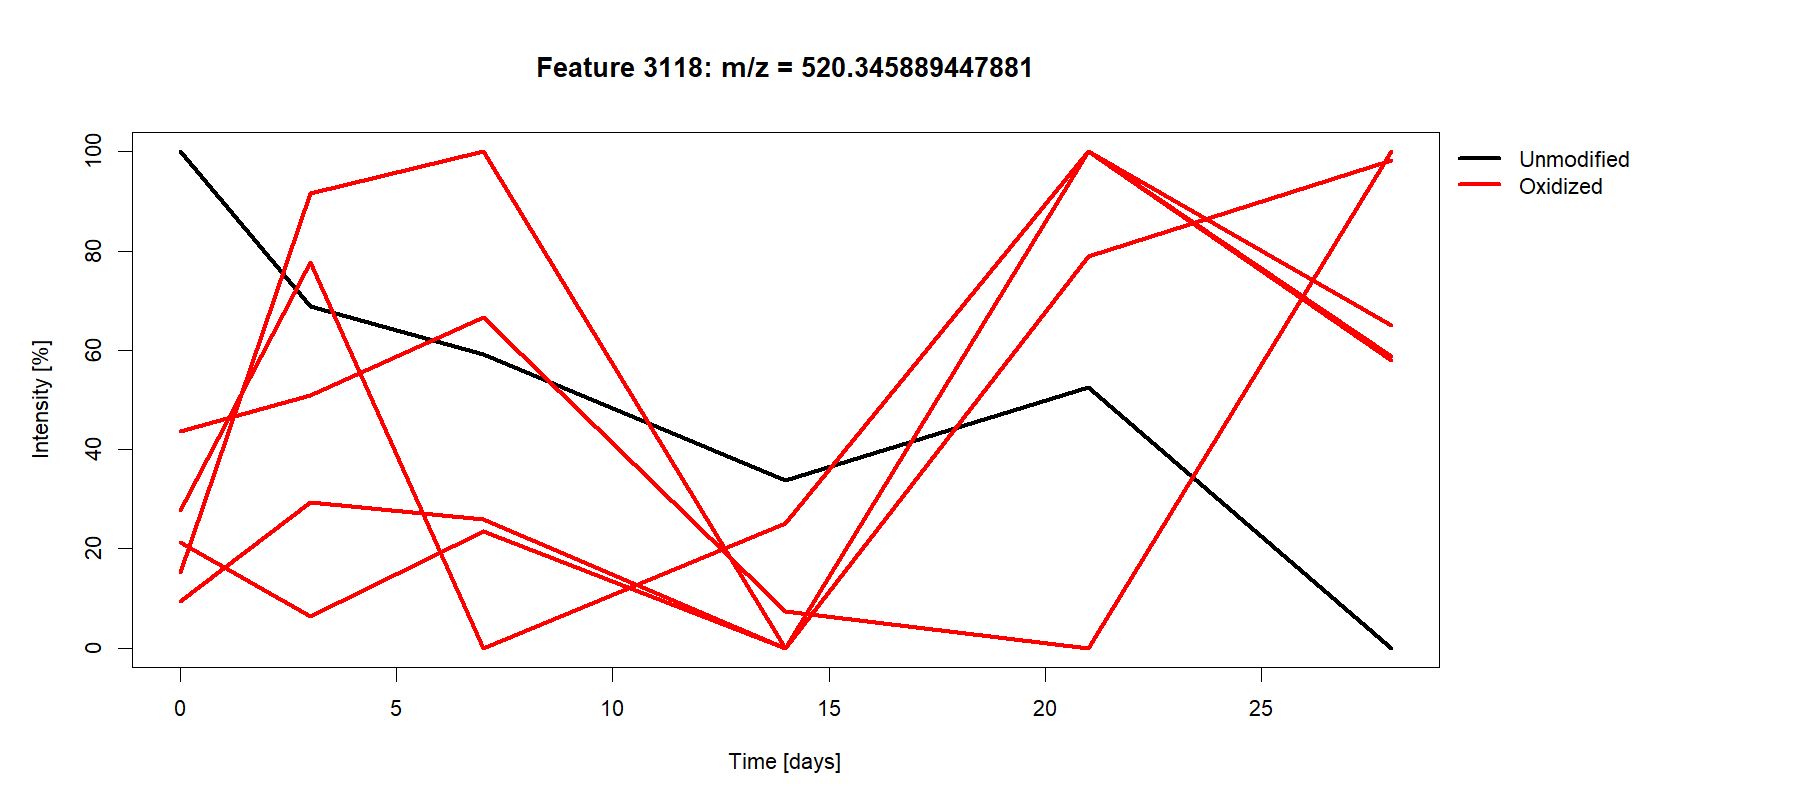 Feature 3118: m/z = 520.345889447881
Unmodified
Oxidized
Intensity [%]
100
80
60
40
20
0
0 5 10 15 20 25
Time [days]